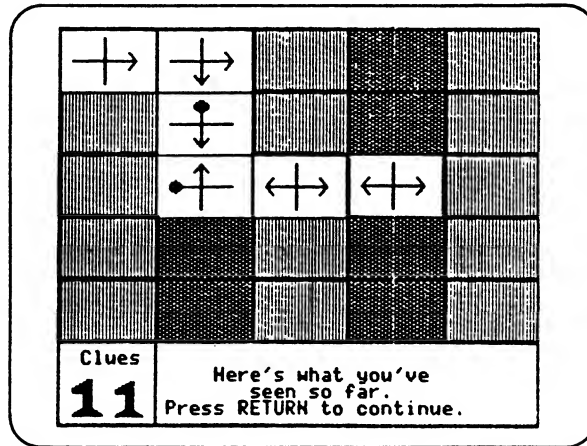 Clues
11
Here's what you've
seen so far.
Press RETURN to continue.